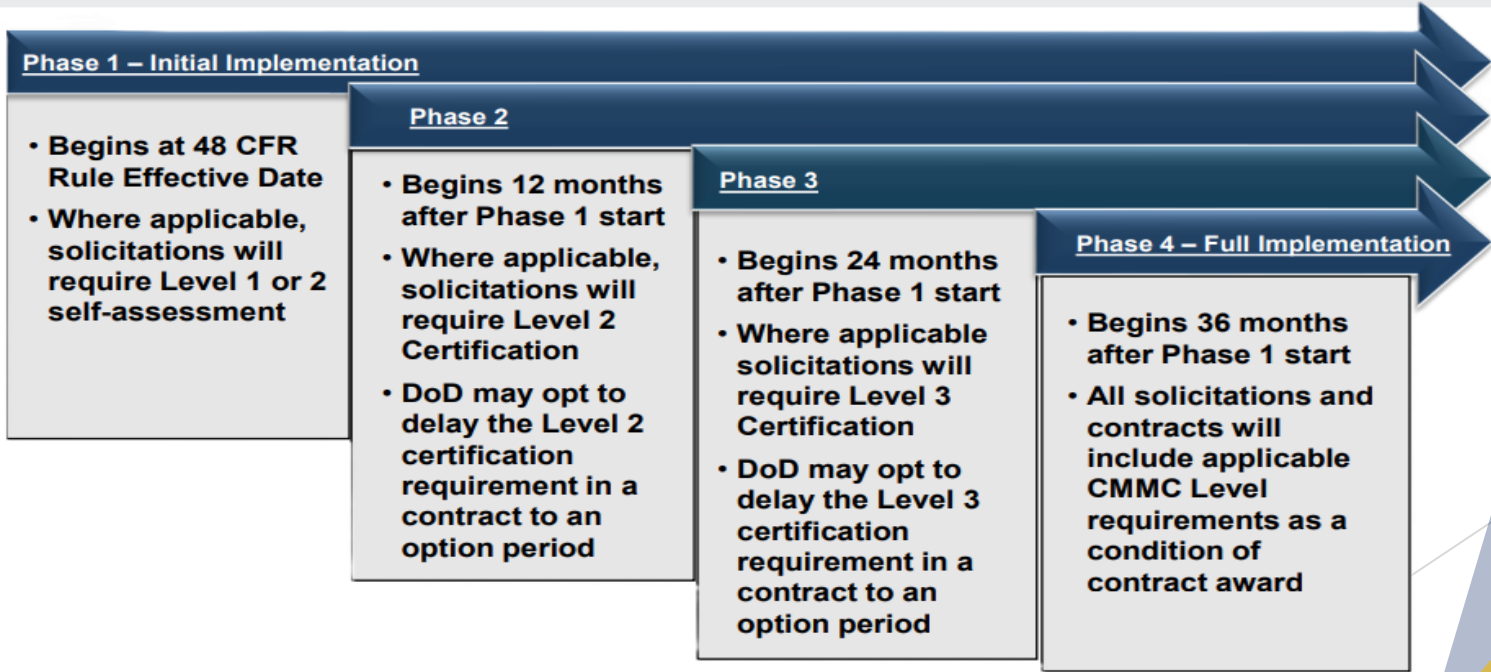 Phase 1 – Initial Implementation
• Begins at 48 CFR
Rule Effective Date
• Where applicable,
solicitations will
require Level 1 or 2
self-assessment
Phase 2
• Begins 12 months
after Phase 1 start
• Where applicable,
solicitations will
require Level 2
Certification
• DoD may opt to
delay the Level 2
certification
requirement in a
contract to an
option period
Phase 3
• Begins 24 months
after Phase 1 start
• Where applicable
solicitations will
require Level 3
Certification
• DoD may opt to
delay the Level 3
certification
requirement in a
contract to an
option period
Phase 4 – Full Implementation
• Begins 36 months
after Phase 1 start
• All solicitations and
contracts will
include applicable
CMMC Level
requirements as a
condition of
contract award